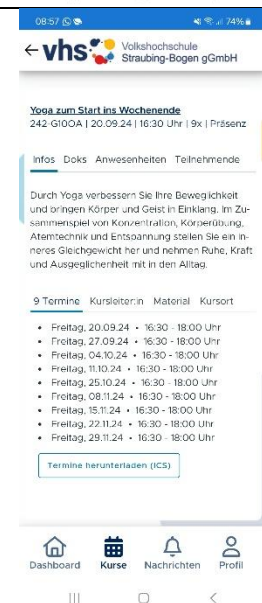 08:57 74%
vhs Volkshochschule
Straubing-Bogen gGmbH
Yoga zum Start ins Wochenende
242-G10OA | 20.09.24 | 16:30 Uhr | 9x | Präsenz
Infos Doks Anwesenheiten Teilnehmende
Durch Yoga verbessern Sie Ihre Beweglichkeit
und bringen Körper und Geist in Einklang. Im Zu-
sammenspiel von Konzentration, Körperübung,
Atemtechnik und Entspannung stellen Sie ein in-
neres Gleichgewicht her und nehmen Ruhe, Kraft
und Ausgeglichenheit mit in den Alltag.
9 Termine Kursleiter:in Material Kursort
• Freitag, 20.09.24 • 16:30 - 18:00 Uhr
• Freitag, 27.09.24 • 16:30 - 18:00 Uhr
• Freitag, 04.10.24 • 16:30 - 18:00 Uhr
• Freitag, 11.10.24 • 16:30 - 18:00 Uhr
• Freitag, 25.10.24 • 16:30 - 18:00 Uhr
• Freitag, 08.11.24 • 16:30 - 18:00 Uhr
• Freitag, 15.11.24 • 16:30 - 18:00 Uhr
• Freitag, 22.11.24 • 16:30 - 18:00 Uhr
• Freitag, 29.11.24 • 16:30 - 18:00 Uhr
Termine herunterladen (ICS)
Dashboard Kurse Nachrichten Profil